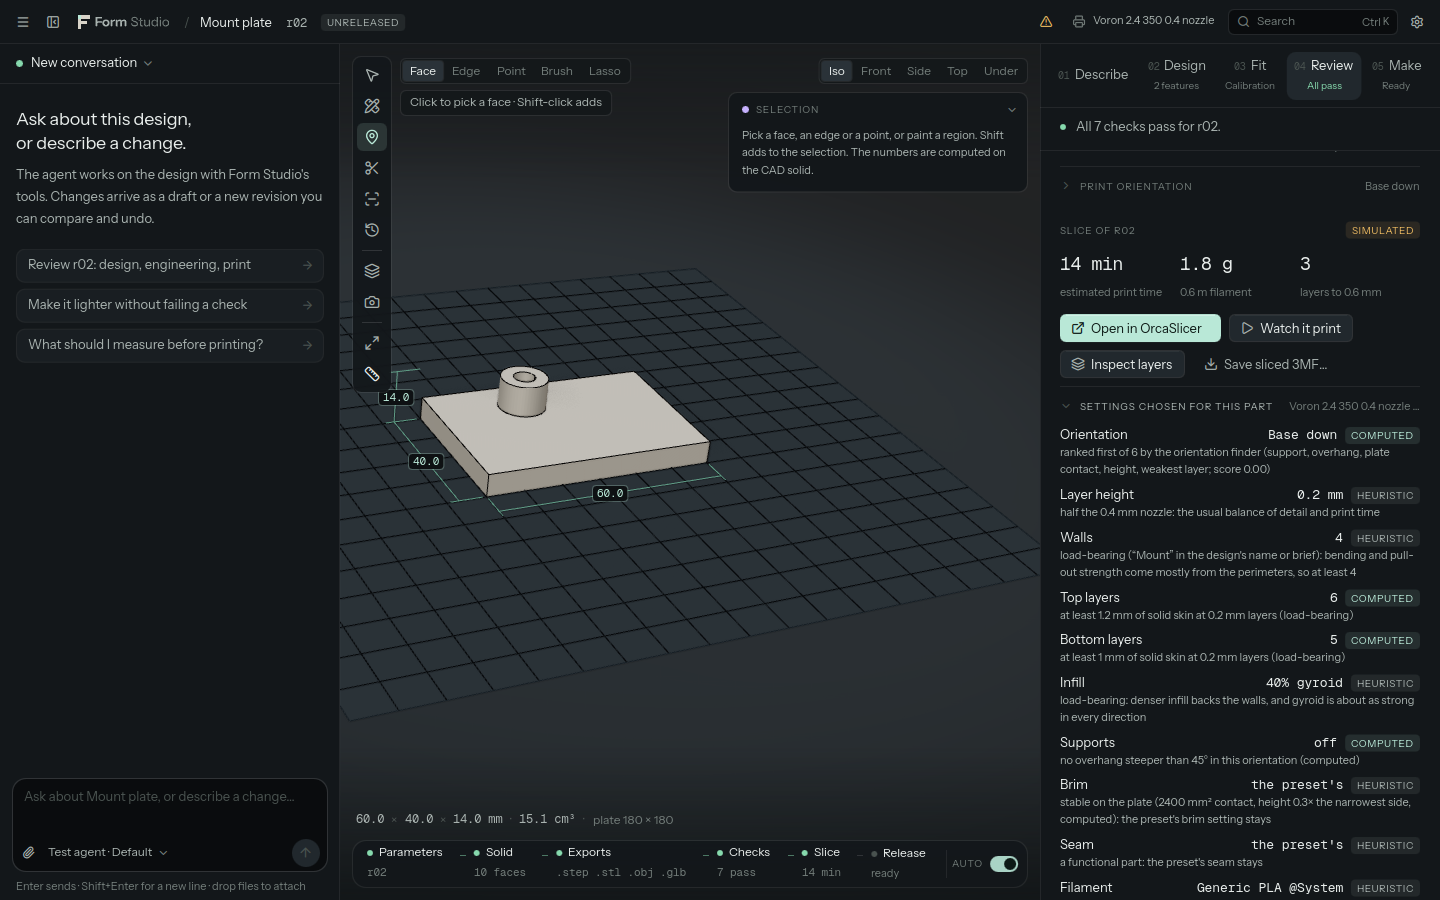 Form Studio / Mount plate r02 UNRELEASED
Voron 2.4 350 0.4 nozzle
Search Ctrl K
New conversation
Ask about this design,
or describe a change.
The agent works on the design with Form Studio's
tools. Changes arrive as a draft or a new revision you
can compare and undo.
Review r02: design, engineering, print
Make it lighter without failing a check
What should I measure before printing?
Ask about Mount plate, or describe a change...
Test agent · Default
Enter sends · Shift+Enter for a new line · drop files to attach
Face Edge Point Brush Lasso
Click to pick a face · Shift-click adds
Iso Front Side Top Under
SELECTION
Pick a face, an edge or a point, or paint a region. Shift
adds to the selection. The numbers are computed on
the CAD solid.
14.0
40.0
60.0
60.0 × 40.0 × 14.0 mm · 15.1 cm³ · plate 180 × 180
Parameters
r02
Solid
10 faces
Exports
.step .stl .obj .glb
Checks
7 pass
Slice
14 min
Release
ready
AUTO
01 Describe
02 Design
2 features
03 Fit
Calibration
04 Review
All pass
05 Make
Ready
All 7 checks pass for r02.
PRINT ORIENTATION Base down
SLICE OF R02 SIMULATED
14 min 1.8 g 3
estimated print time 0.6 m filament layers to 0.6 mm
Open in OrcaSlicer Watch it print
Inspect layers Save sliced 3MF...
SETTINGS CHOSEN FOR THIS PART Voron 2.4 350 0.4 nozzle ...
Orientation Base down COMPUTED
ranked first of 6 by the orientation finder (support, overhang, plate
contact, height, weakest layer; score 0.00)
Layer height 0.2 mm HEURISTIC
half the 0.4 mm nozzle: the usual balance of detail and print time
Walls 4 HEURISTIC
load-bearing (“Mount” in the design's name or brief): bending and pull-
out strength come mostly from the perimeters, so at least 4
Top layers 6 COMPUTED
at least 1.2 mm of solid skin at 0.2 mm layers (load-bearing)
Bottom layers 5 COMPUTED
at least 1 mm of solid skin at 0.2 mm layers (load-bearing)
Infill 40% gyroid HEURISTIC
load-bearing: denser infill backs the walls, and gyroid is about as strong
in every direction
Supports off COMPUTED
no overhang steeper than 45° in this orientation (computed)
Brim the preset's HEURISTIC
stable on the plate (2400 mm² contact, height 0.3× the narrowest side,
computed): the preset's brim setting stays
Seam the preset's HEURISTIC
a functional part: the preset's seam stays
Filament Generic PLA @System HEURISTIC